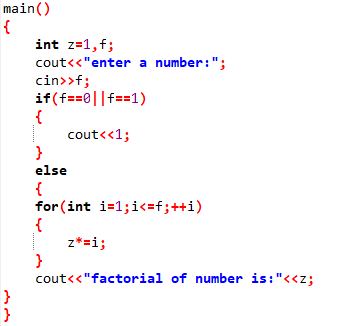 main()
{
int z=1,f;
cout<<"enter a number:";
cin>>f;
if(f==0||f==1)
{
cout<<1;
}
else
{
for(int i=1;i<=f;++i)
{
z*=i;
}
cout<<"factorial of number is:"<<z;
}
}